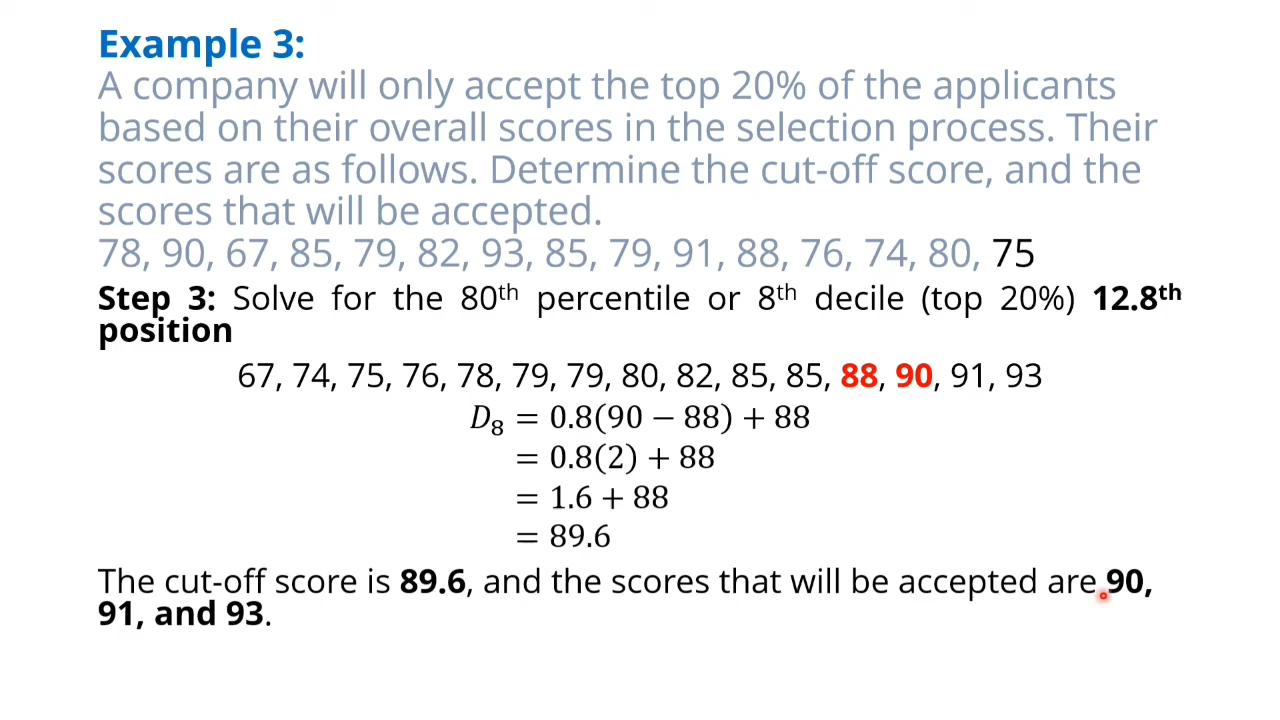 Example 3:
A company will only accept the top 20% of the applicants
based on their overall scores in the selection process. Their
scores are as follows. Determine the cut-off score, and the
scores that will be accepted.
78, 90, 67, 85, 79, 82, 93, 85, 79, 91, 88, 76, 74, 80, 75
Step 3: Solve for the 80th percentile or 8th decile (top 20%) 12.8th
position
67, 74, 75, 76, 78, 79, 79, 80, 82, 85, 85, 88, 90, 91, 93
D₈ = 0.8(90 − 88) + 88
= 0.8(2) + 88
= 1.6 + 88
= 89.6
The cut-off score is 89.6, and the scores that will be accepted are 90,
91, and 93.